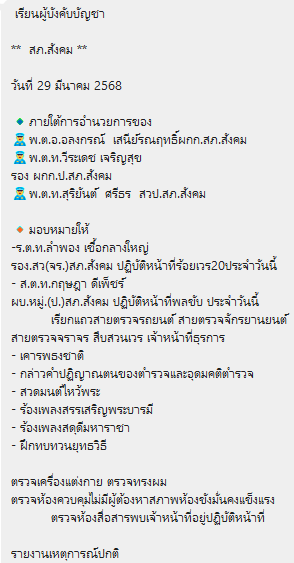 เรียนผู้บังคับบัญชา
** สภ.สังคม **
วันที่ 29 มีนาคม 2568
🔹ภายใต้การอำนวยการของ
👮พ.ต.อ.อลงกรณ์ เสนีย์รณฤทธิ์ผกก.สภ.สังคม
👮พ.ต.ท.วีระเดช เจริญสุข
รอง ผกก.ป.สภ.สังคม
👮พ.ต.ท.สุริยันต์ ศรีธร สวป.สภ.สังคม
🔸มอบหมายให้
-ร.ต.ท.ลำพอง เชื้อกลางใหญ่
รอง.สว(จร.)สภ.สังคม ปฏิบัติหน้าที่ร้อยเวร20ประจำวันนี้
- ส.ต.ท.กฤษฎา ดีเพ็ชร์
ผบ.หมู่.(ป.)สภ.สังคม ปฏิบัติหน้าที่พลขับ ประจำวันนี้
เรียกแถวสายตรวจรถยนต์ สายตรวจจักรยานยนต์
สายตรวจจราจร สืบสวนเวร เจ้าหน้าที่ธุรการ
- เคารพธงชาติ
- กล่าวคำปฏิญาณตนของตำรวจและอุดมคติตำรวจ
- สวดมนต์ไหว้พระ
- ร้องเพลงสรรเสริญพระบารมี
- ร้องเพลงสดุดีมหาราชา
- ฝึกทบทวนยุทธวิธี
ตรวจเครื่องแต่งกาย ตรวจทรงผม
ตรวจห้องควบคุมไม่มีผู้ต้องหาสภาพห้องขังมั่นคงแข็งแรง
ตรวจห้องสื่อสารพบเจ้าหน้าที่อยู่ปฏิบัติหน้าที่
รายงานเหตุการณ์ปกติ